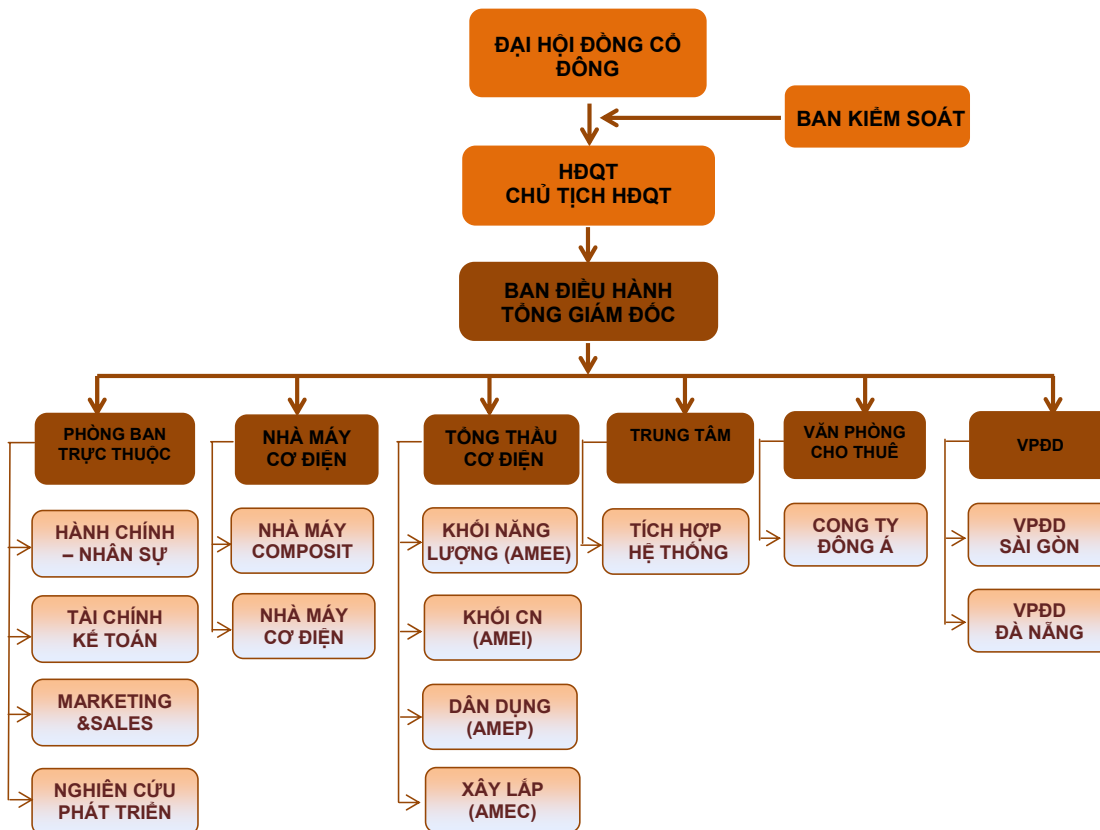 ĐẠI HỘI ĐỒNG CỔ
ĐÔNG
BAN KIỂM SOÁT
HĐQT
CHỦ TỊCH HĐQT
BAN ĐIỀU HÀNH
TỔNG GIÁM ĐỐC
PHÒNG BAN
TRỰC THUỘC
NHÀ MÁY
CƠ ĐIỆN
TỔNG THẦU
CƠ ĐIỆN
TRUNG TÂM
VĂN PHÒNG
CHO THUÊ
VPĐD
HÀNH CHÍNH
– NHÂN SỰ
NHÀ MÁY
COMPOSIT
KHỐI NĂNG
LƯỢNG (AMEE)
TÍCH HỢP
HỆ THỐNG
CONG TY
ĐÔNG Á
VPĐD
SÀI GÒN
TÀI CHÍNH
KẾ TOÁN
NHÀ MÁY
CƠ ĐIỆN
KHỐI CN
(AMEI)
VPĐD
ĐÀ NẴNG
MARKETING
&SALES
DÂN DỤNG
(AMEP)
NGHIÊN CỨU
PHÁT TRIỂN
XÂY LẮP
(AMEC)